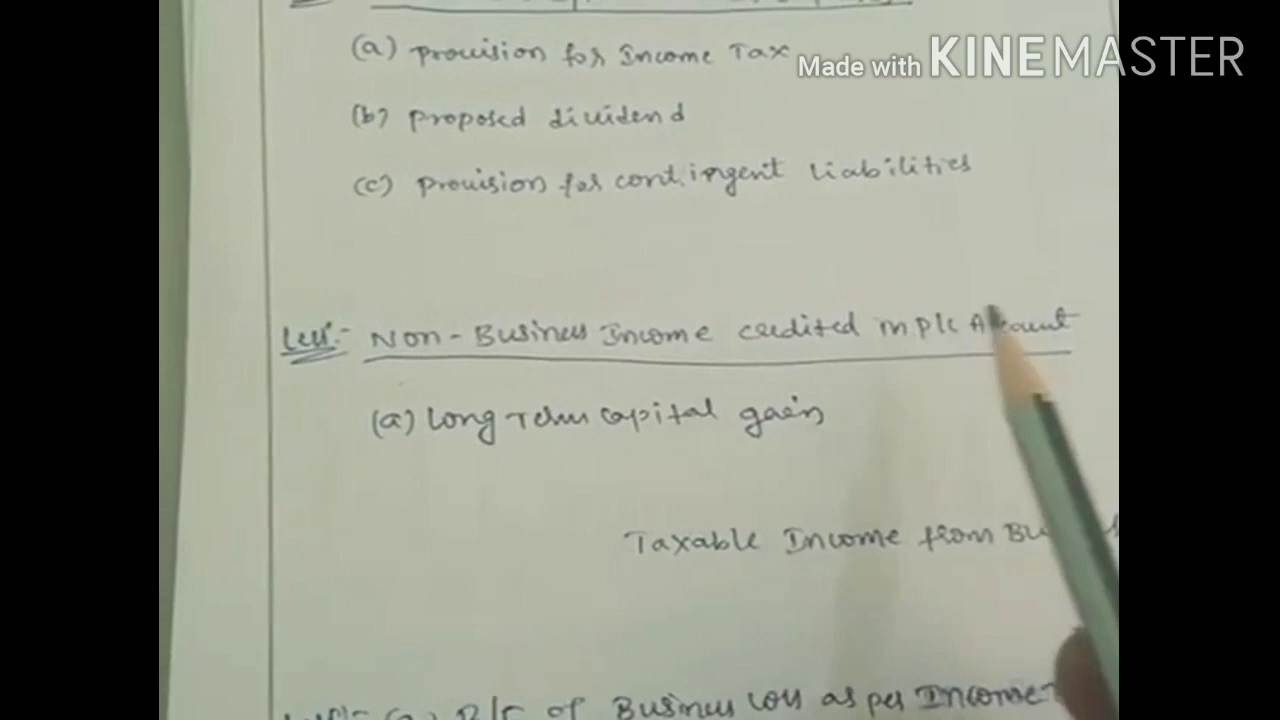 (a) provision for Income Tax
Made with KINEMASTER
(b) proposed dividend
(c) provision for contingent liabilities
Less:- Non-Business Income credited in P/L Account
(a) Long Term capital gain
Taxable Income from
of Business Loss as per Income